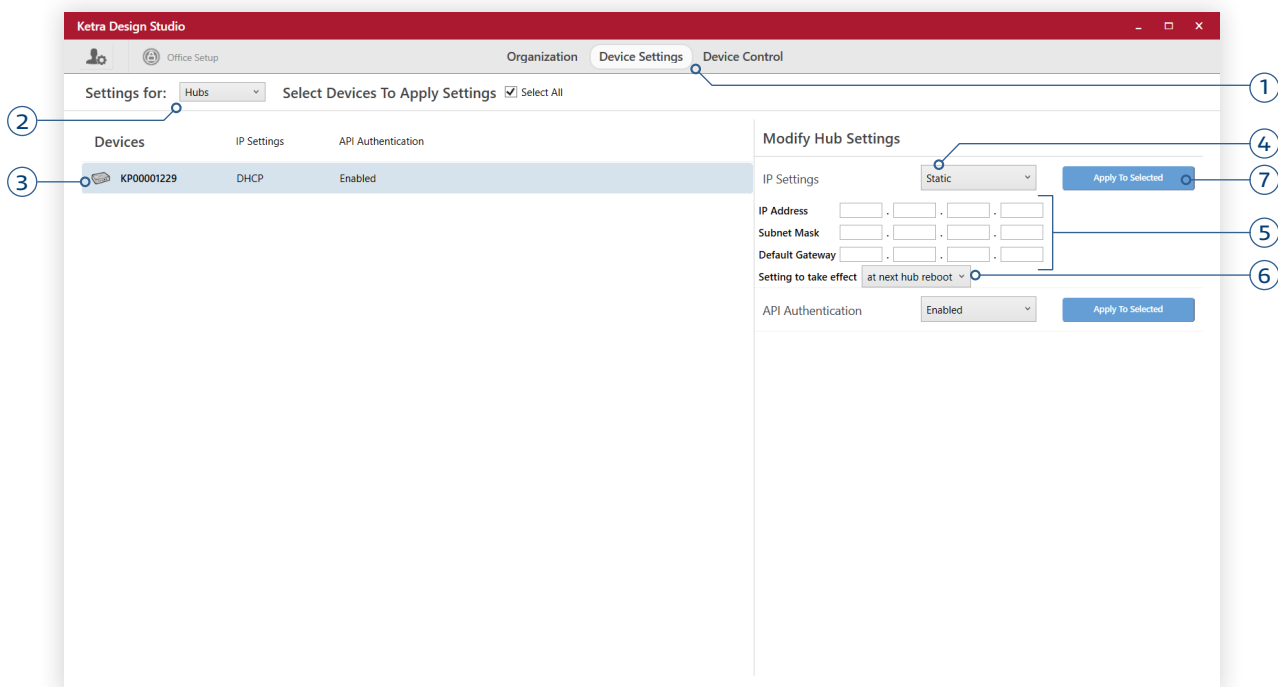 Ketra Design Studio
Office Setup
Organization Device Settings Device Control
1
Settings for: Hubs Select Devices To Apply Settings Select All
2
Devices IP Settings API Authentication
Modify Hub Settings
4
3
KP00001229 DHCP Enabled
IP Settings Static Apply To Selected
7
IP Address . . .
Subnet Mask . . .
5
Default Gateway . . .
Setting to take effect at next hub reboot
6
API Authentication Enabled Apply To Selected